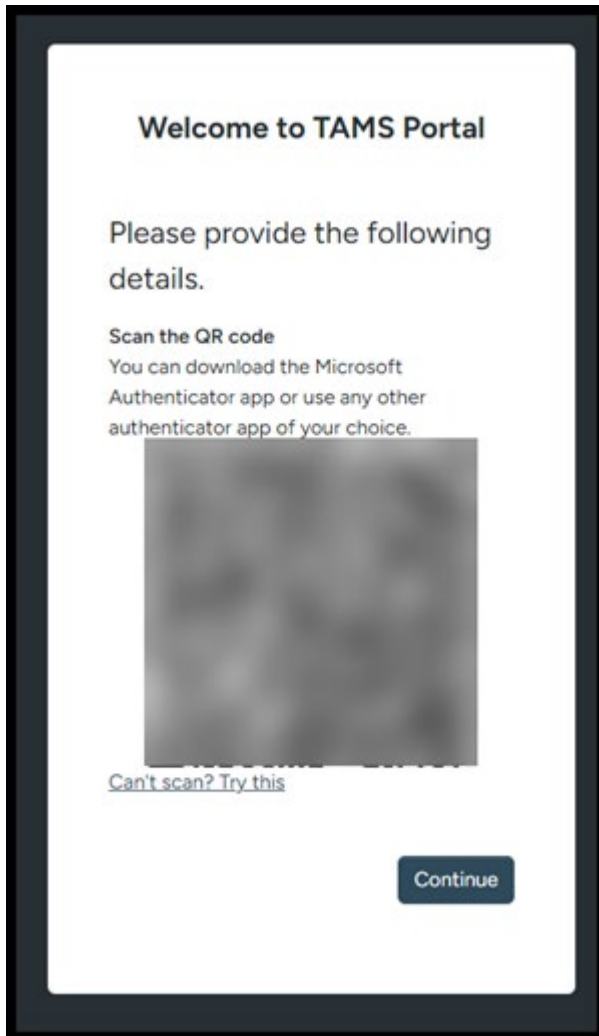 Welcome to TAMS Portal
Please provide the following
details.
Scan the QR code
You can download the Microsoft
Authenticator app or use any other
authenticator app of your choice.
Can't scan? Try this
Continue